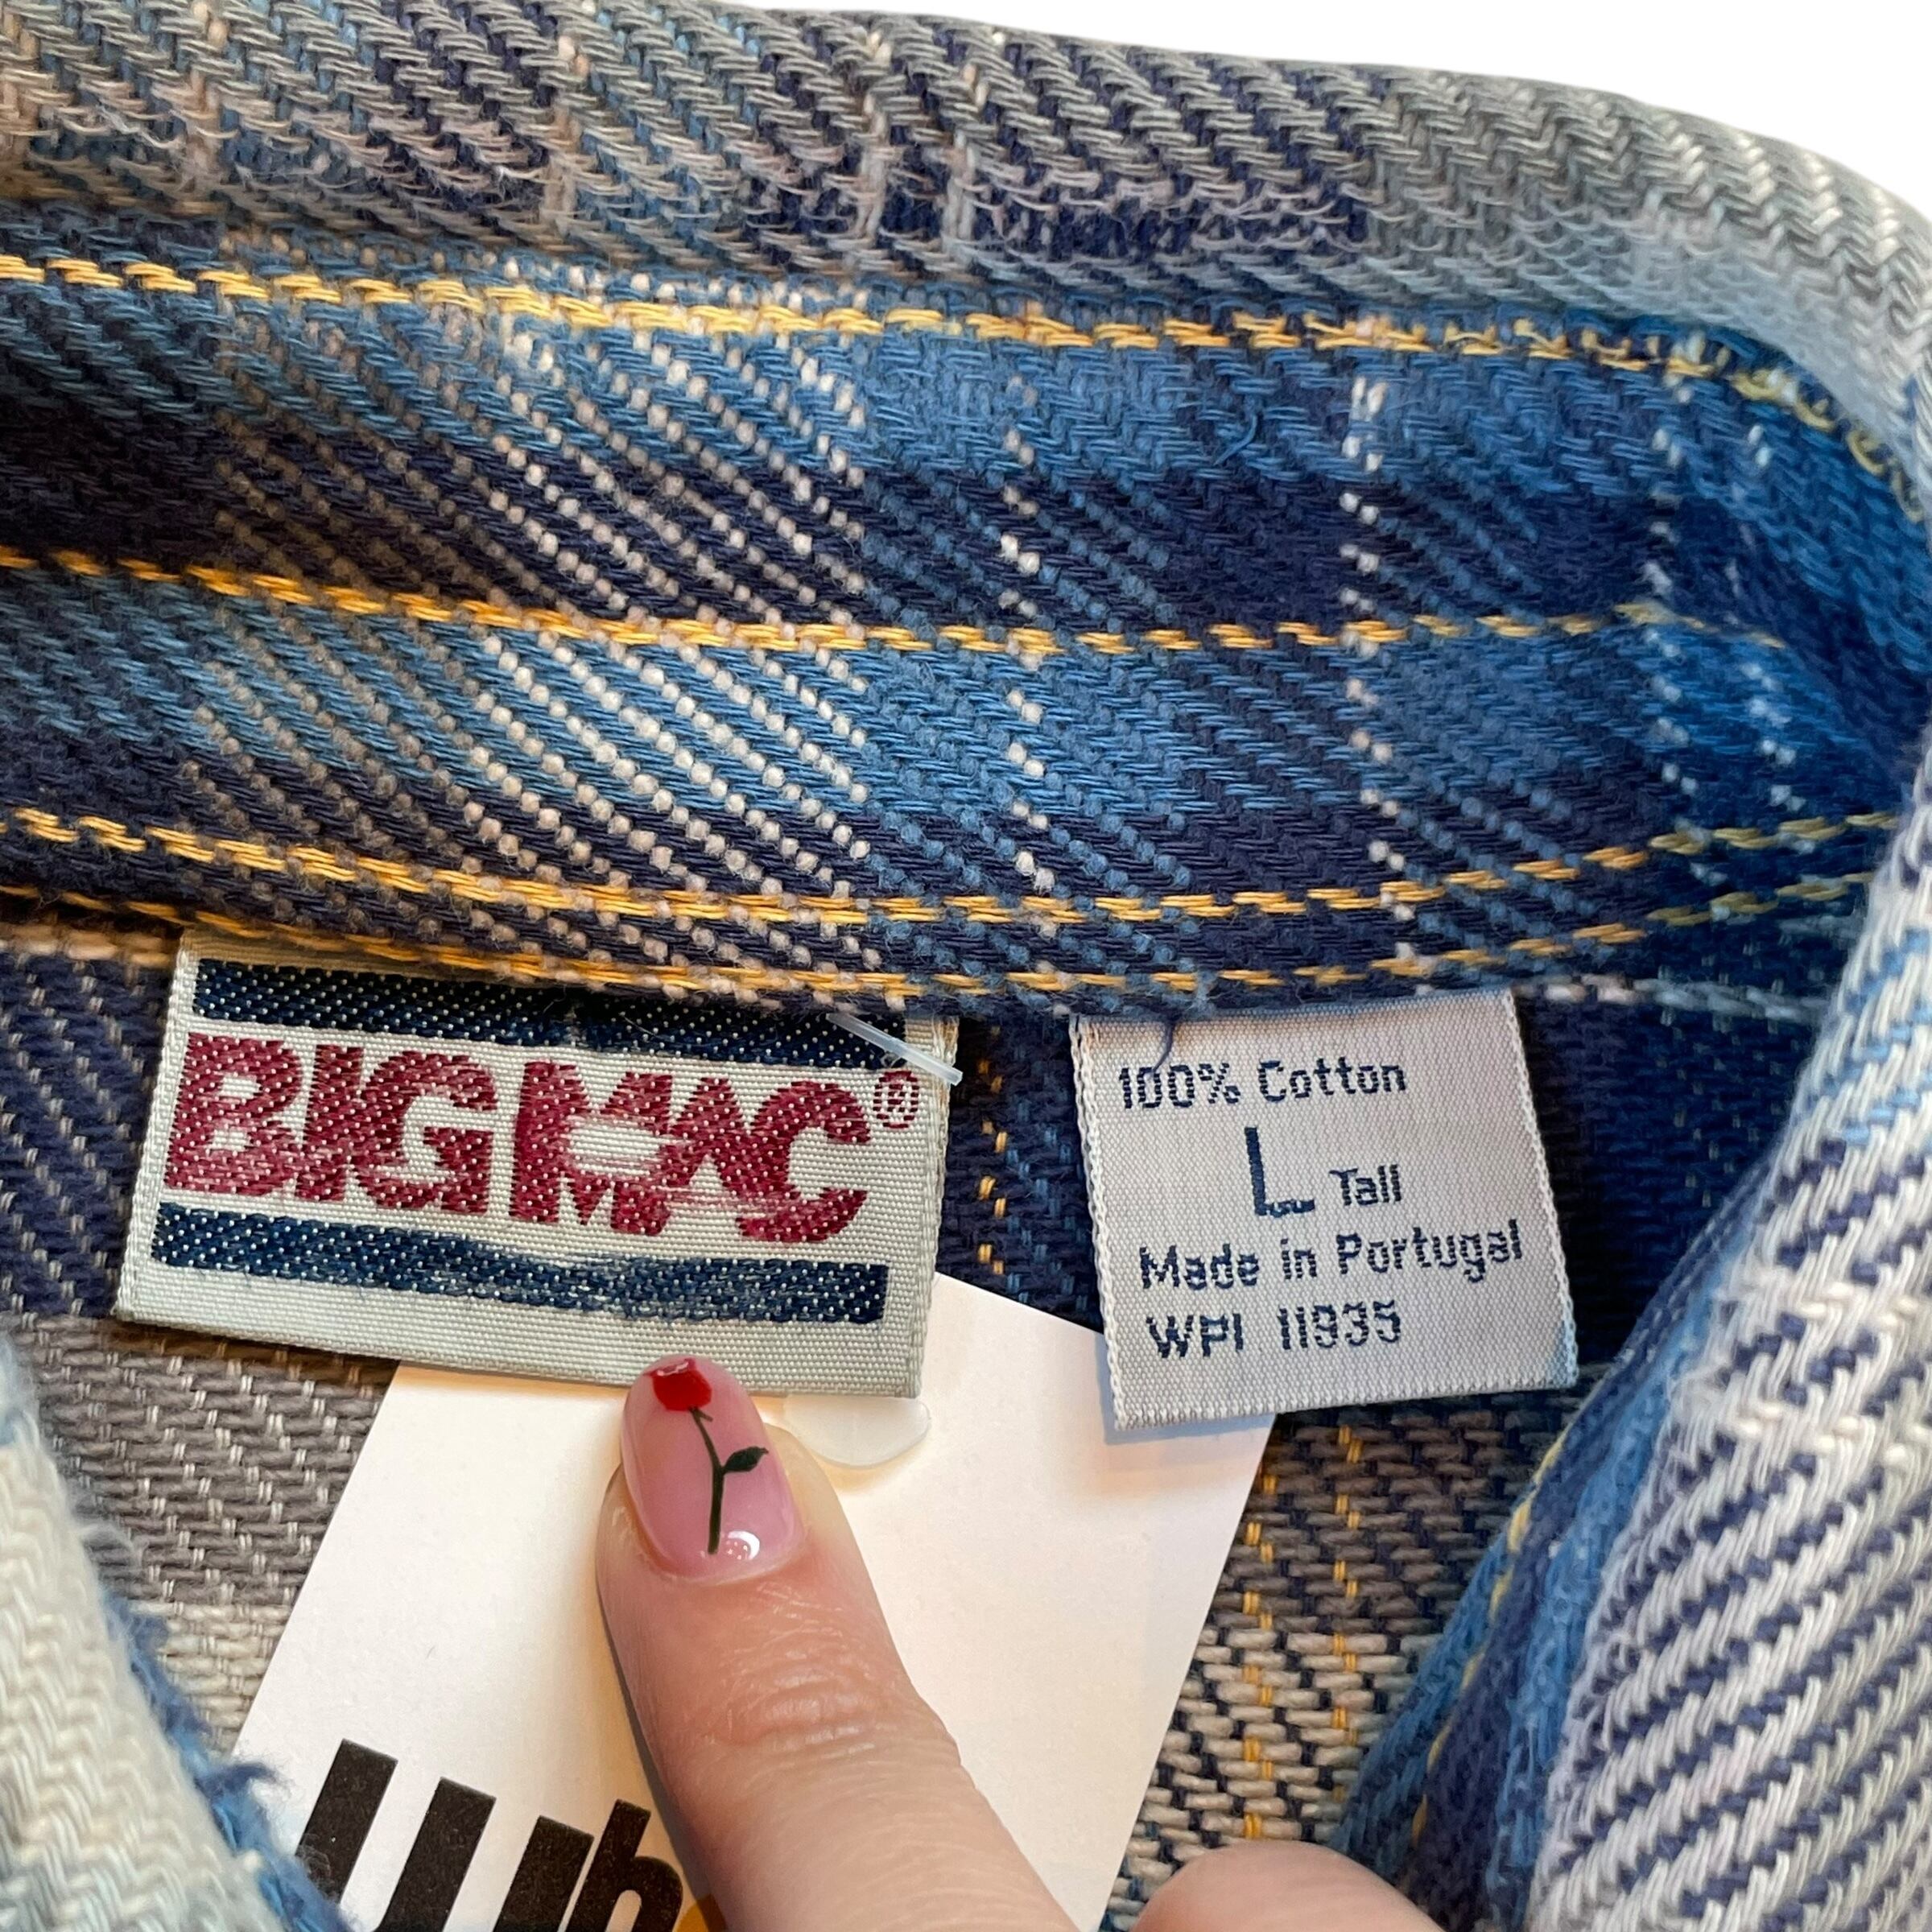 BIG MAC®
100% Cotton
L Tall
Made in Portugal
WPI 11935